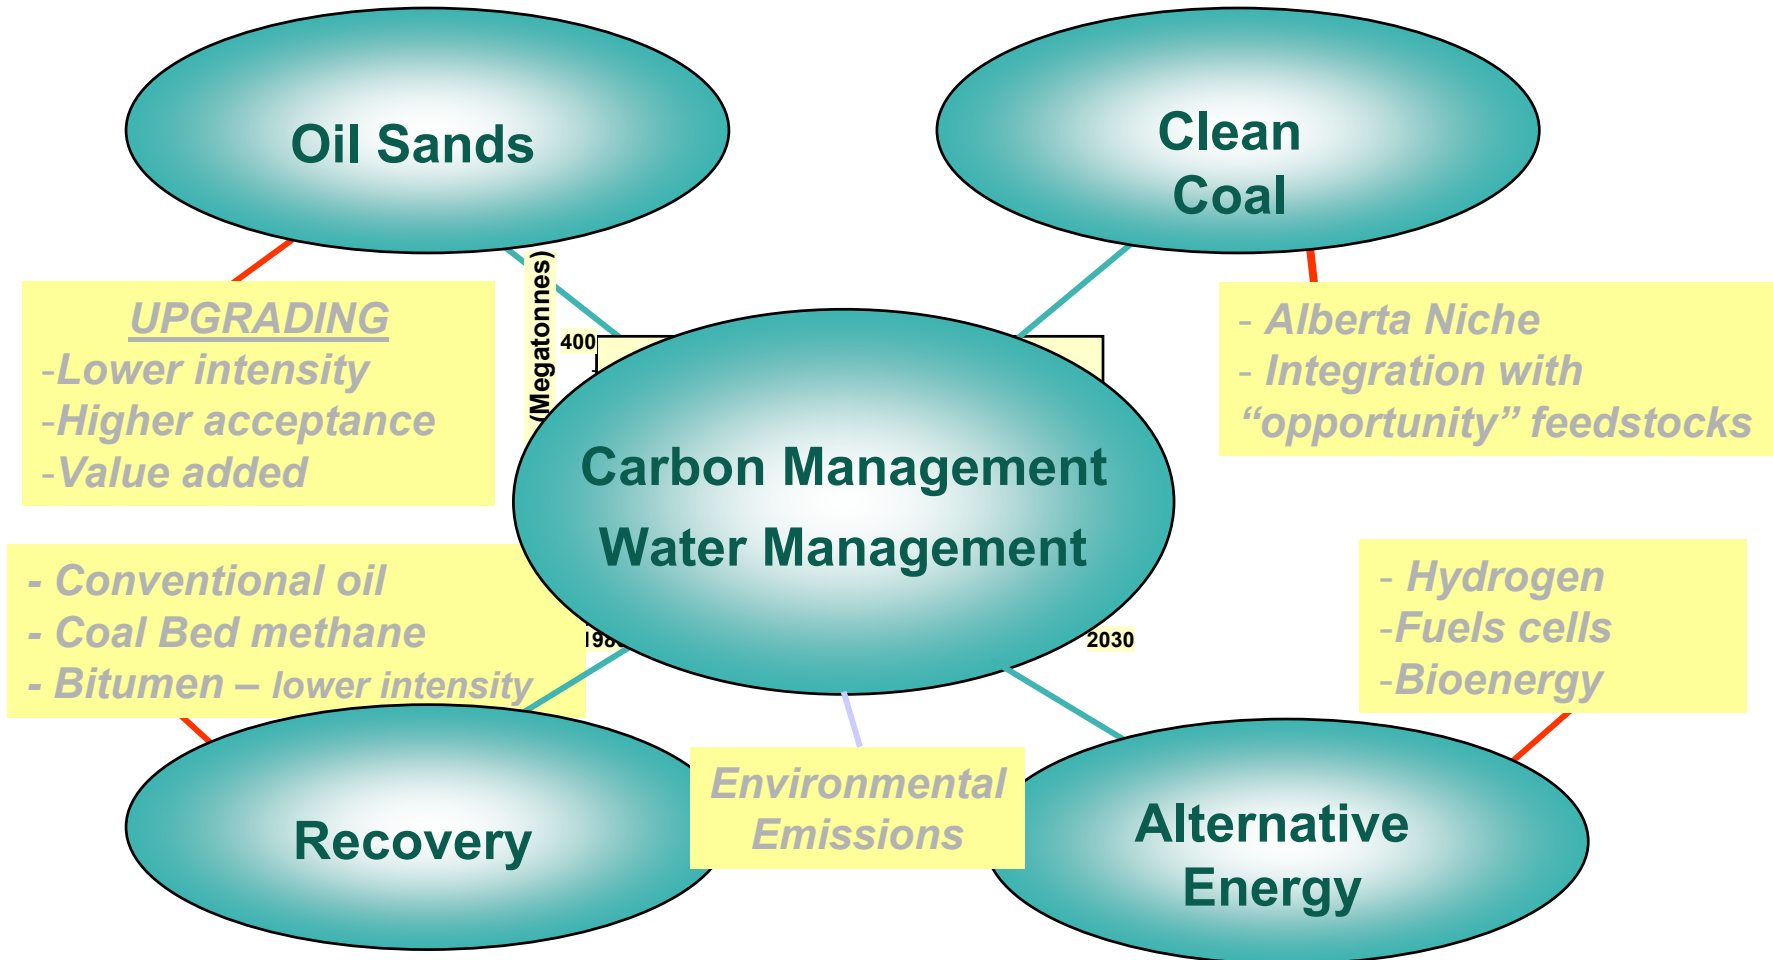 Oil Sands
Clean
Coal
UPGRADING
-Lower intensity
-Higher acceptance
-Value added
(Megatonnes)
400
- Alberta Niche
- Integration with
“opportunity” feedstocks
Carbon Management
Water Management
- Conventional oil
- Coal Bed methane
- Bitumen – lower intensity
2030
- Hydrogen
-Fuels cells
-Bioenergy
Recovery
Environmental
Emissions
Alternative
Energy